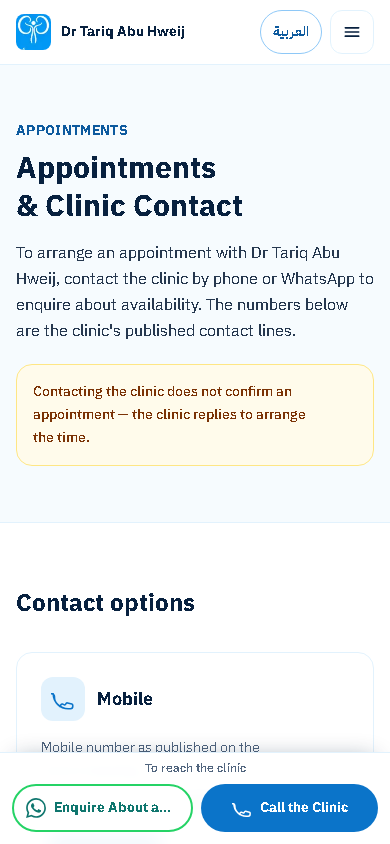 Dr Tariq Abu Hweij
العربية
APPOINTMENTS
Appointments
& Clinic Contact
To arrange an appointment with Dr Tariq Abu
Hweij, contact the clinic by phone or WhatsApp to
enquire about availability. The numbers below
are the clinic's published contact lines.
Contacting the clinic does not confirm an
appointment — the clinic replies to arrange
the time.
Contact options
Mobile
Mobile number as published on the
To reach the clinic
Enquire About a...
Call the Clinic